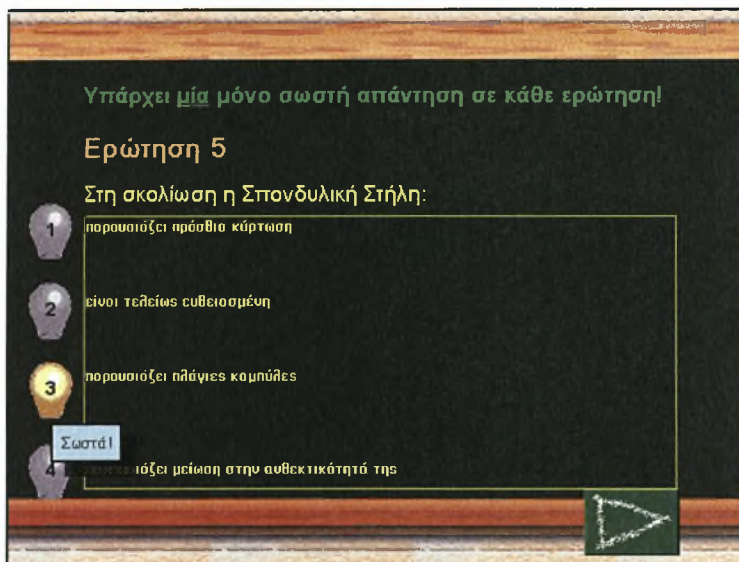 Υπάρχει μία μόνο σωστή απάντηση σε κάθε ερώτηση!
Ερώτηση 5
Στη σκολίωση η Σπονδυλική Στήλη:
1 παρουσιάζει πρόσθια κύρτωση
2 είναι τελείως ευθειασμένη
3 παρουσιάζει πλάγιες καμπύλες
Σωστά!
4 μείωση στην ανθεκτικότητά της